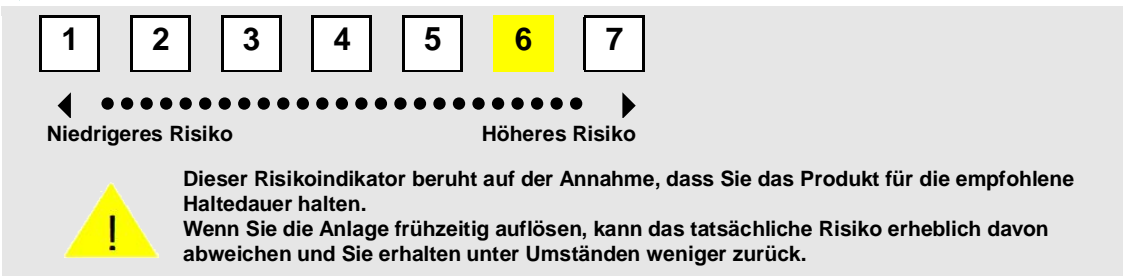 1 2 3 4 5 6 7
Niedrigeres Risiko Höheres Risiko
Dieser Risikoindikator beruht auf der Annahme, dass Sie das Produkt für die empfohlene
Haltedauer halten.
!
Wenn Sie die Anlage frühzeitig auflösen, kann das tatsächliche Risiko erheblich davon
abweichen und Sie erhalten unter Umständen weniger zurück.